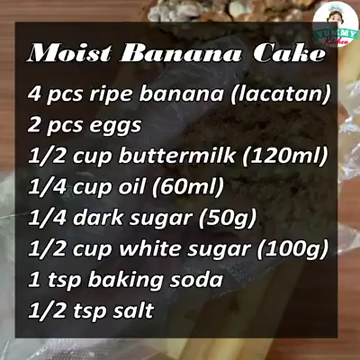 YUMMY
Kitchen
Moist Banana Cake
4 pcs ripe banana (lacatan)
2 pcs eggs
1/2 cup buttermilk (120ml)
1/4 cup oil (60ml)
1/4 dark sugar (50g)
1/2 cup white sugar (100g)
1 tsp baking soda
1/2 tsp salt